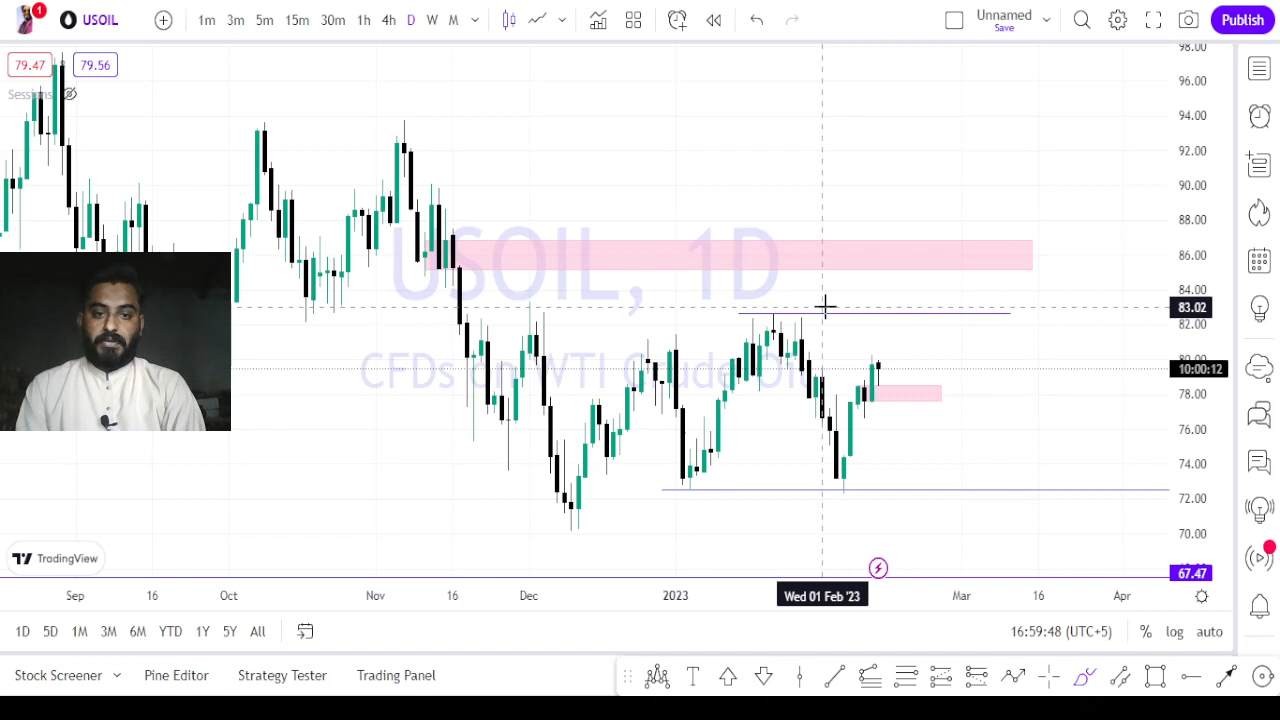 1
USOIL
1m 3m 5m 15m 30m 1h 4h D W M
Unnamed
Save
Publish
79.47
79.56
Sessions
98.00
96.00
94.00
92.00
90.00
88.00
86.00
84.00
83.02
82.00
80.00
10:00:12
78.00
76.00
74.00
72.00
70.00
67.47
USOIL, 1D
CFDs on WTI Crude Oil
TradingView
Sep 16 Oct Nov 16 Dec 2023 Wed 01 Feb '23 Mar 16 Apr
1D 5D 1M 3M 6M YTD 1Y 5Y All
16:59:48 (UTC+5) % log auto
Stock Screener Pine Editor Strategy Tester Trading Panel